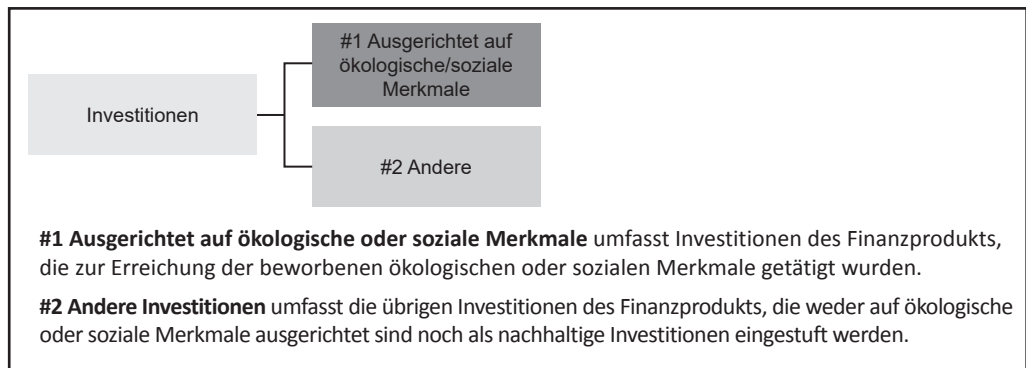 #1 Ausgerichtet auf
ökologische/soziale
Merkmale
Investitionen
#2 Andere
#1 Ausgerichtet auf ökologische oder soziale Merkmale umfasst Investitionen des Finanzprodukts,
die zur Erreichung der beworbenen ökologischen oder sozialen Merkmale getätigt wurden.
#2 Andere Investitionen umfasst die übrigen Investitionen des Finanzprodukts, die weder auf ökologische
oder soziale Merkmale ausgerichtet sind noch als nachhaltige Investitionen eingestuft werden.